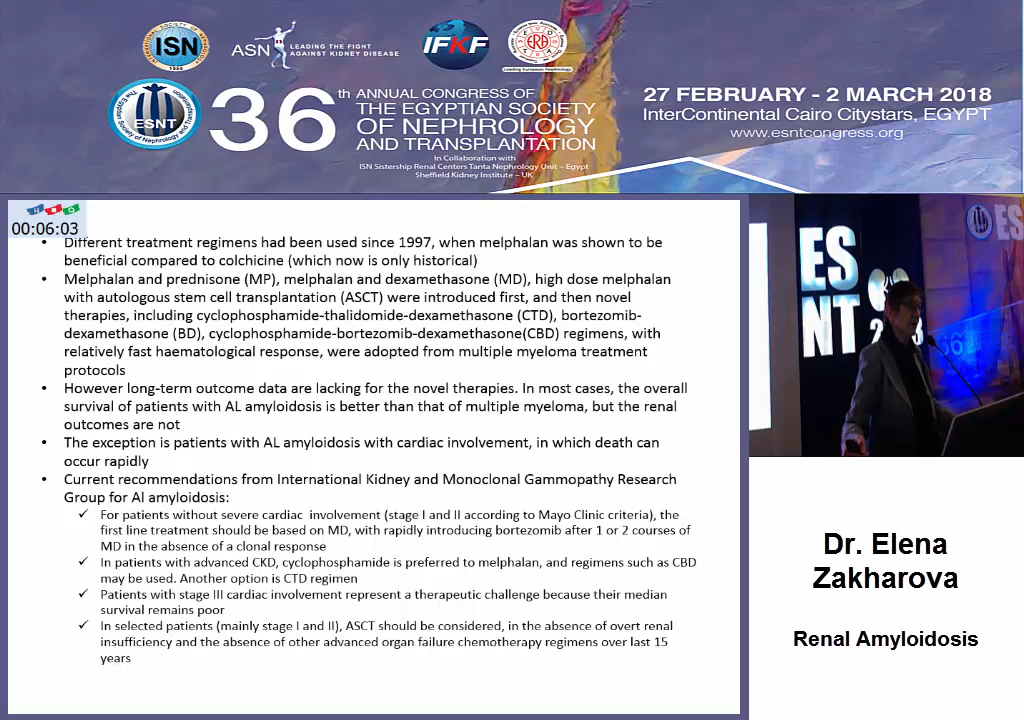 ISN
1960
ASN LEADING THE FIGHT
AGAINST KIDNEY DISEASE
IFKF
ERA
Leading European Nephrology
ESNT
The Egyptian Society of Nephrology and Transplantation
36th ANNUAL CONGRESS OF
THE EGYPTIAN SOCIETY
OF NEPHROLOGY
AND TRANSPLANTATION
In Collaboration with
ISN Sistership Renal Centers Tanta Nephrology Unit – Egypt
Sheffield Kidney Institute – UK
27 FEBRUARY - 2 MARCH 2018
InterContinental Cairo Citystars, EGYPT
www.esntcongress.org
00:06:03
• Different treatment regimens had been used since 1997, when melphalan was shown to be
beneficial compared to colchicine (which now is only historical)
• Melphalan and prednisone (MP), melphalan and dexamethasone (MD), high dose melphalan
with autologous stem cell transplantation (ASCT) were introduced first, and then novel
therapies, including cyclophosphamide-thalidomide-dexamethasone (CTD), bortezomib-
dexamethasone (BD), cyclophosphamide-bortezomib-dexamethasone(CBD) regimens, with
relatively fast haematological response, were adopted from multiple myeloma treatment
protocols
• However long-term outcome data are lacking for the novel therapies. In most cases, the overall
survival of patients with AL amyloidosis is better than that of multiple myeloma, but the renal
outcomes are not
• The exception is patients with AL amyloidosis with cardiac involvement, in which death can
occur rapidly
• Current recommendations from International Kidney and Monoclonal Gammopathy Research
Group for Al amyloidosis:
✓ For patients without severe cardiac involvement (stage I and II according to Mayo Clinic criteria), the
first line treatment should be based on MD, with rapidly introducing bortezomib after 1 or 2 courses of
MD in the absence of a clonal response
✓ In patients with advanced CKD, cyclophosphamide is preferred to melphalan, and regimens such as CBD
may be used. Another option is CTD regimen
✓ Patients with stage III cardiac involvement represent a therapeutic challenge because their median
survival remains poor
✓ In selected patients (mainly stage I and II), ASCT should be considered, in the absence of overt renal
insufficiency and the absence of other advanced organ failure chemotherapy regimens over last 15
years
ES
NT
ES
Dr. Elena
Zakharova
Renal Amyloidosis